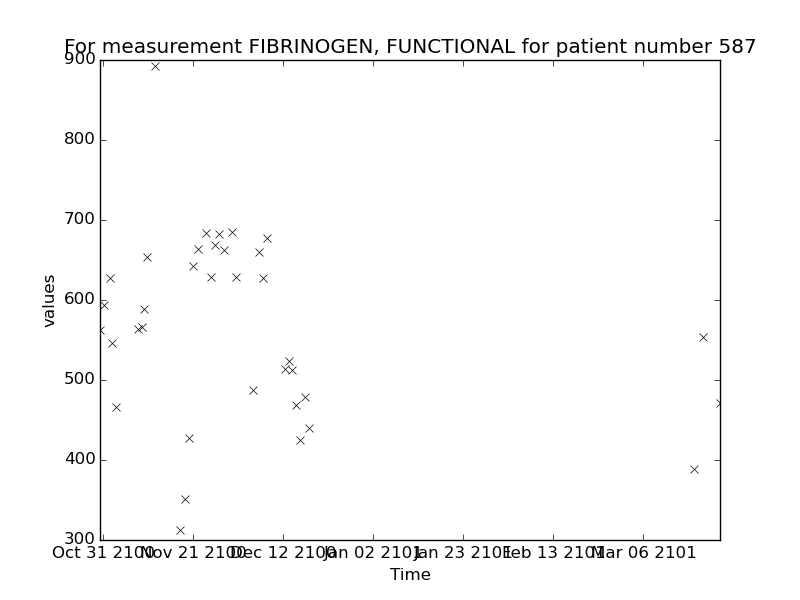 For measurement FIBRINOGEN, FUNCTIONAL for patient number 587
900
800
700
600
500
400
300
values
Oct 31 2100 Nov 21 2100 Dec 12 2100 Jan 02 2101 Jan 23 2101 Feb 13 2101 Mar 06 2101
Time